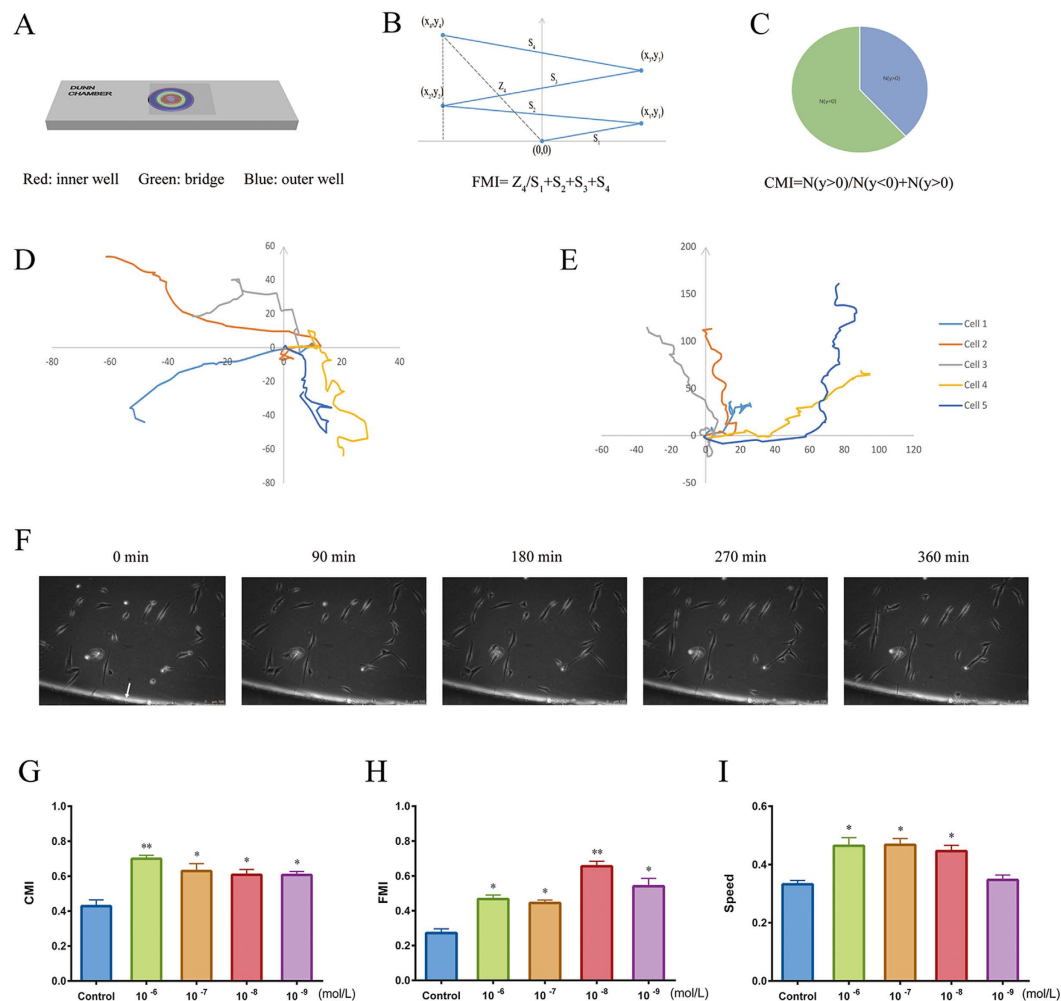 A
DUNN
CHAMBER
Red: inner well Green: bridge Blue: outer well
B
(x₄,y₄)
S₄
(x₃,y₃)
S₃
Z₄
(x₂,y₂)
S₂
(x₁,y₁)
S₁
(0,0)
FMI= Z₄/S₁+S₂+S₃+S₄
C
N(y>0)
N(y<0)
CMI=N(y>0)/N(y<0)+N(y>0)
D
60
40
20
0
-80 -60 -40 -20 0 20 40
-20
-40
-60
-80
E
200
150
100
50
0
-60 -40 -20 0 20 40 60 80 100 120
-50
Cell 1
Cell 2
Cell 3
Cell 4
Cell 5
F
0 min 90 min 180 min 270 min 360 min
G
1.0
0.8
0.6
0.4
0.2
0.0
CMI
** * * *
Control 10⁻⁶ 10⁻⁷ 10⁻⁸ 10⁻⁹ (mol/L)
H
1.0
0.8
0.6
0.4
0.2
0.0
FMI
* * ** *
Control 10⁻⁶ 10⁻⁷ 10⁻⁸ 10⁻⁹ (mol/L)
I
0.6
0.4
0.2
0.0
Speed
* * *
Control 10⁻⁶ 10⁻⁷ 10⁻⁸ 10⁻⁹ (mol/L)